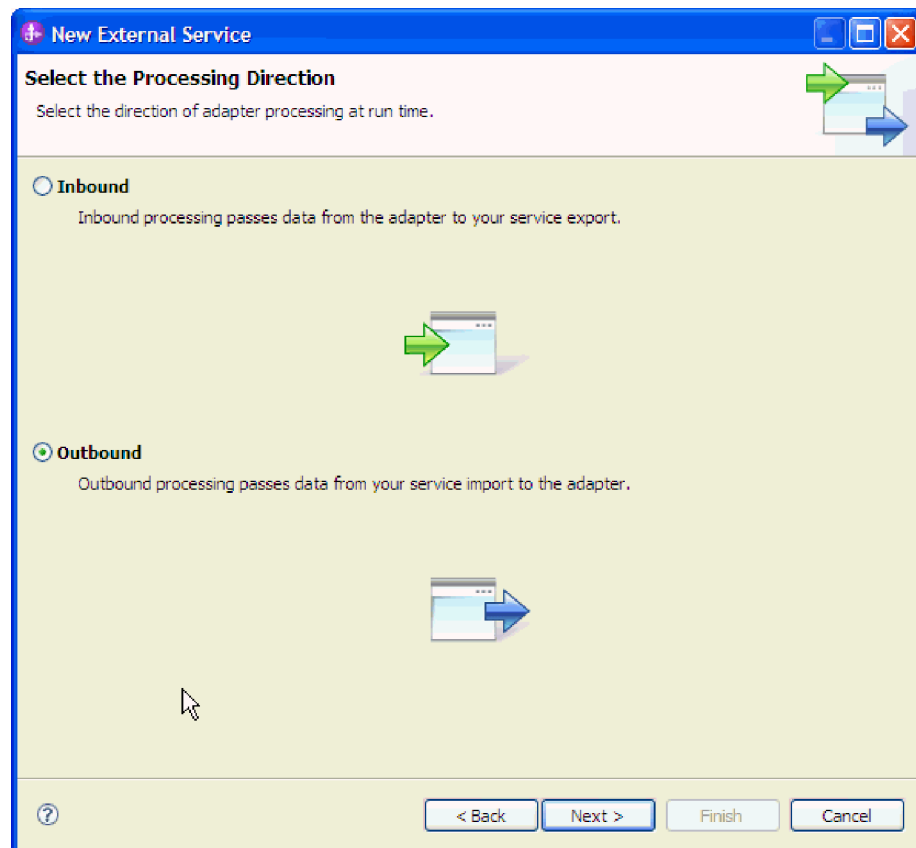 New External Service
Select the Processing Direction
Select the direction of adapter processing at run time.
Inbound
Inbound processing passes data from the adapter to your service export.
Outbound
Outbound processing passes data from your service import to the adapter.
< Back
Next >
Finish
Cancel